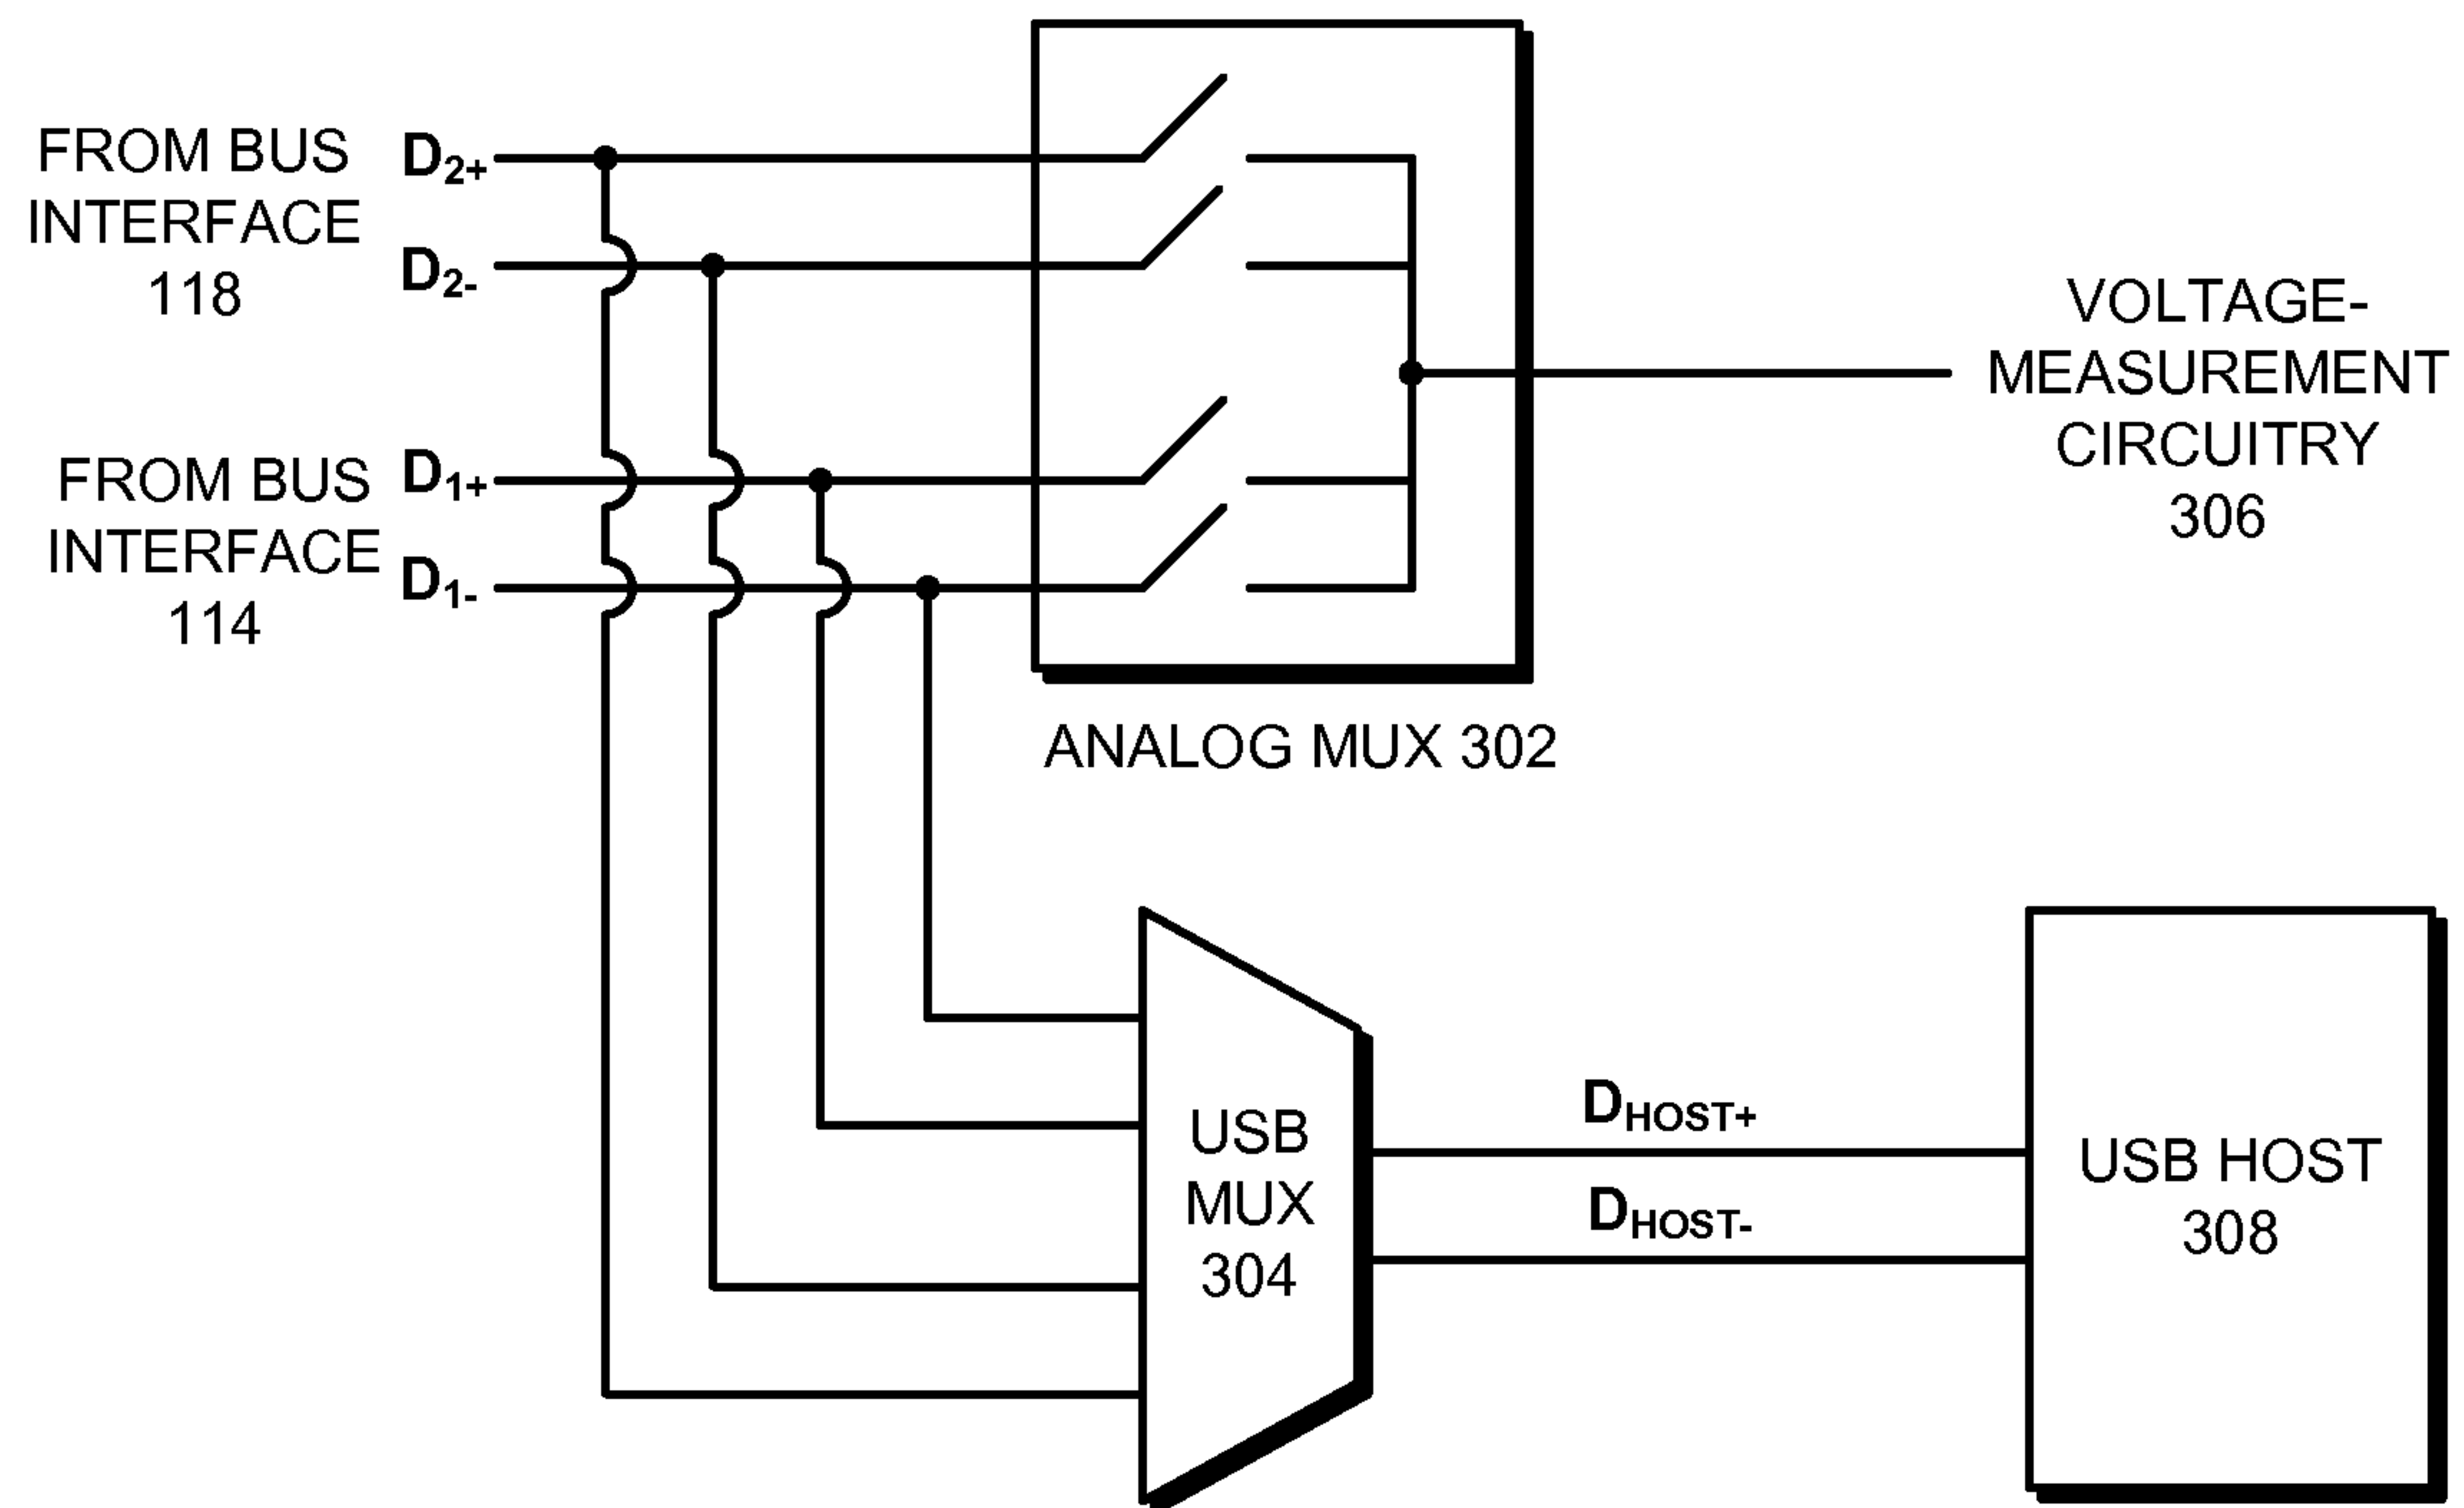 FROM BUS
INTERFACE
118
D2+
D2-
FROM BUS
INTERFACE
114
D1+
D1-
VOLTAGE-
MEASUREMENT
CIRCUITRY
306
ANALOG MUX 302
USB
MUX
304
DHOST+
DHOST-
USB HOST
308